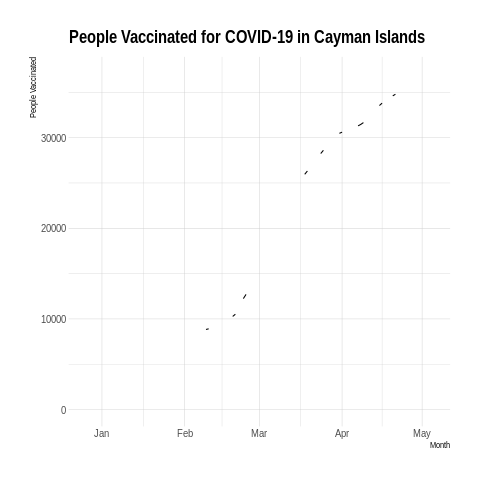 People Vaccinated for COVID-19 in Cayman Islands
People Vaccinated
30000
20000
10000
0
Jan Feb Mar Apr May
Month